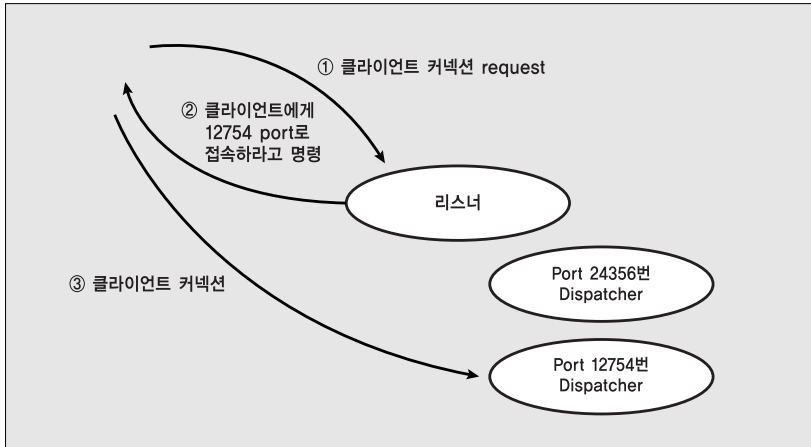 ① 클라이언트 커넥션 request
② 클라이언트에게
12754 port로
접속하라고 명령
리스너
Port 24356번
Dispatcher
③ 클라이언트 커넥션
Port 12754번
Dispatcher